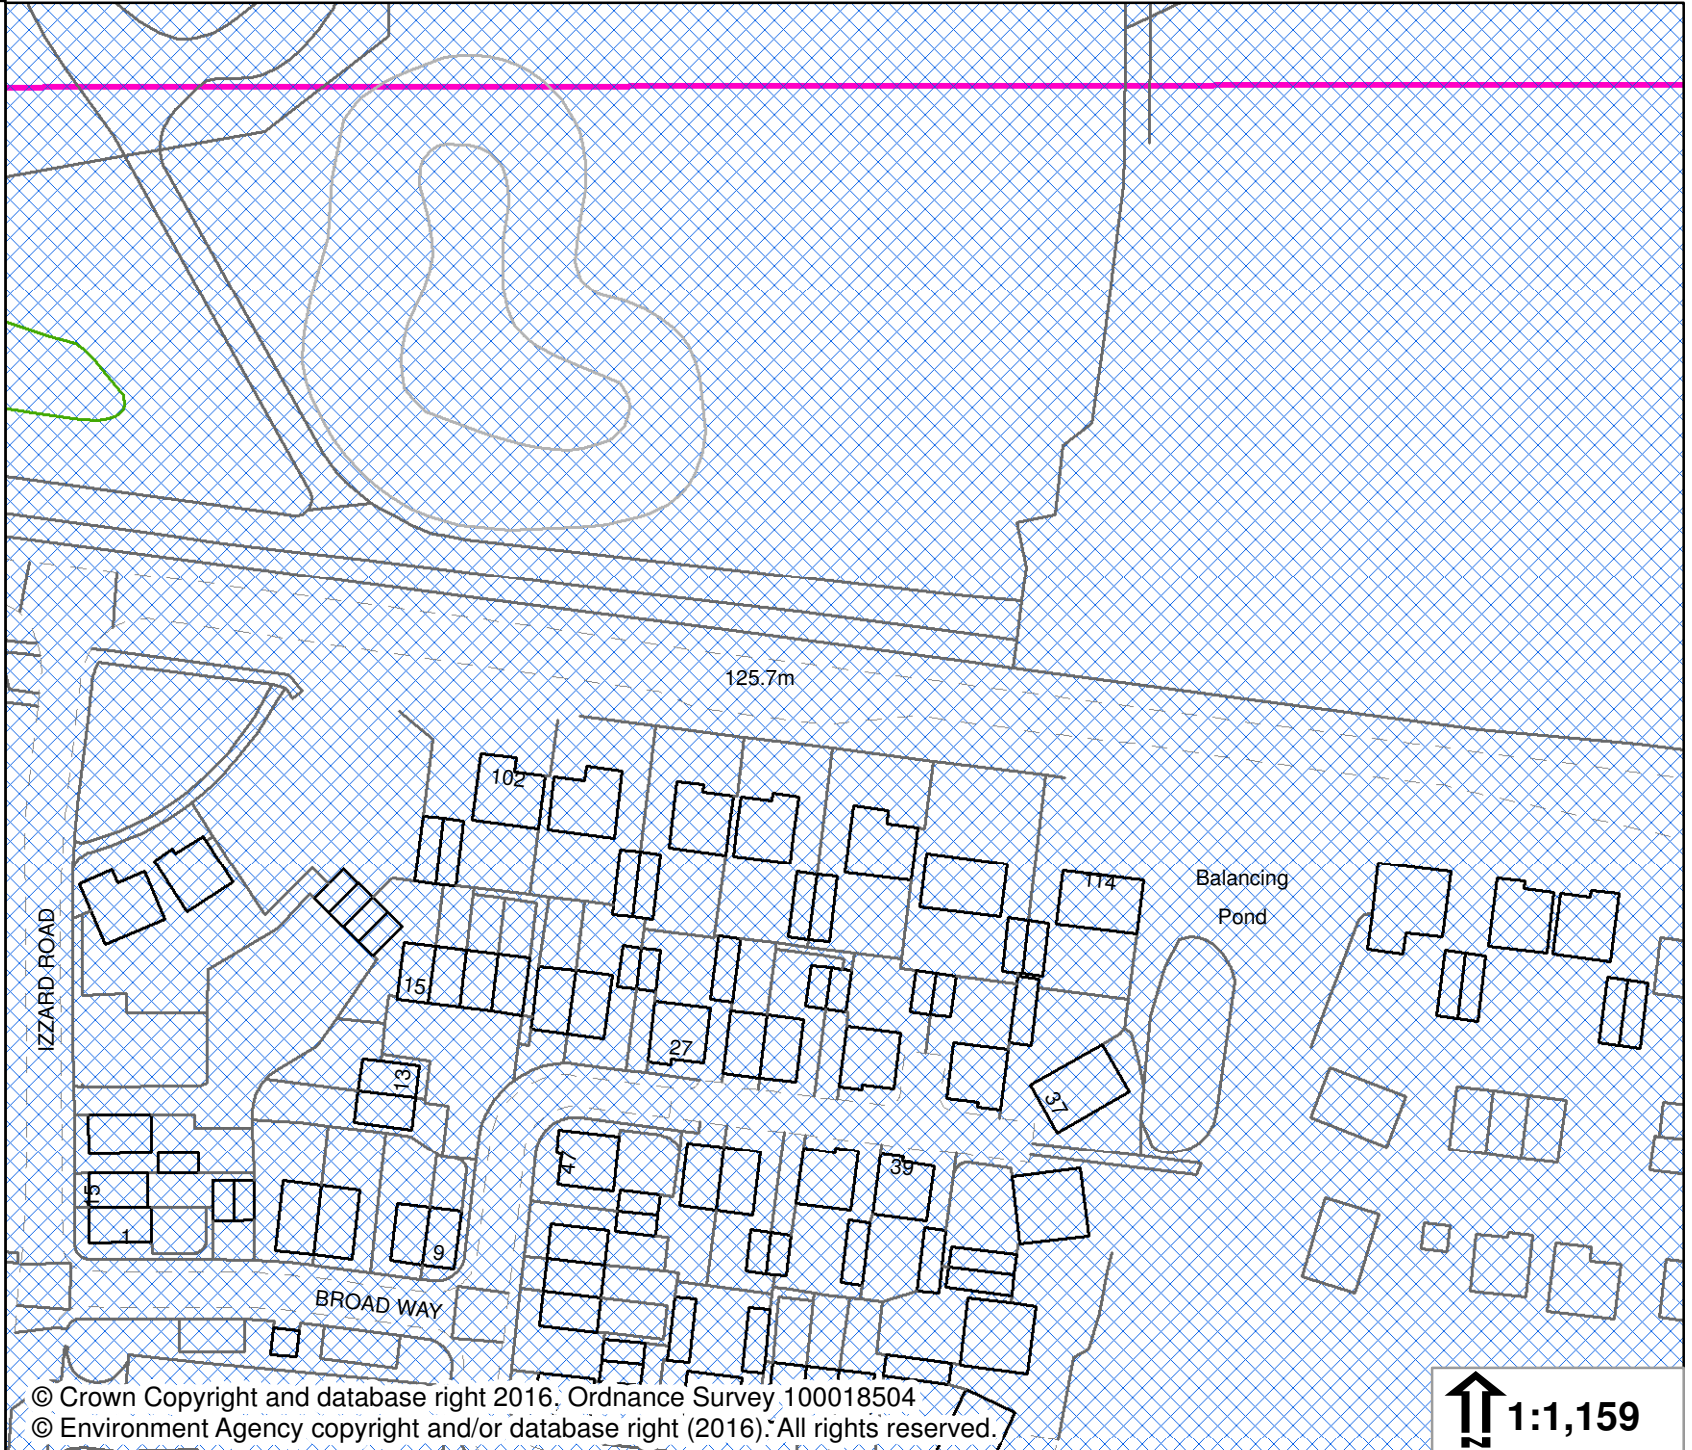 125.7m
102
114
Balancing
Pond
IZZARD ROAD
15
27
13
37
47
39
15
1
9
BROAD WAY
© Crown Copyright and database right 2016. Ordnance Survey 100018504
© Environment Agency copyright and/or database right (2016). All rights reserved.
N
1:1,159